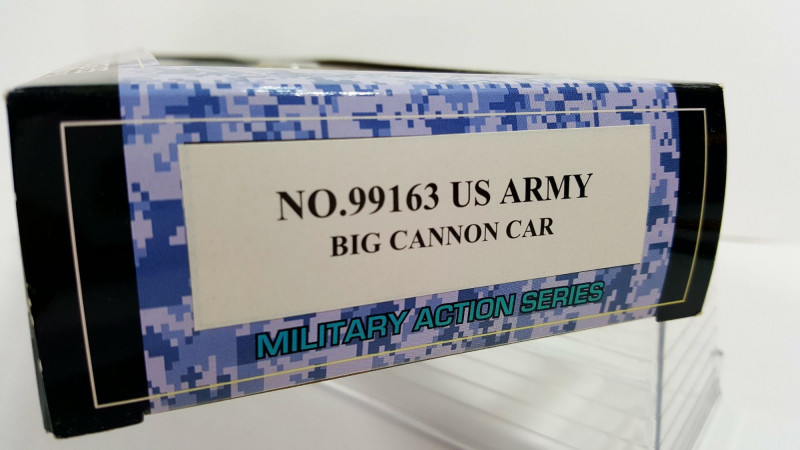 NO.99163 US ARMY
BIG CANNON CAR
MILITARY ACTION SERIES